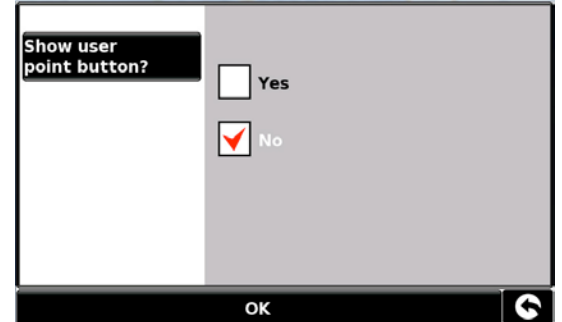 Show user
point button?
Yes
No
OK